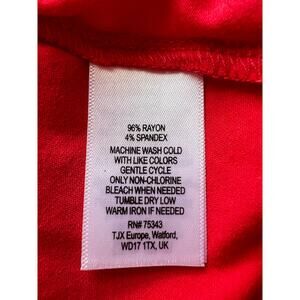 96% RAYON
4% SPANDEX
MACHINE WASH COLD
WITH LIKE COLORS
GENTLE CYCLE
ONLY NON-CHLORINE
BLEACH WHEN NEEDED
TUMBLE DRY LOW
WARM IRON IF NEEDED
RN# 75343
TJX Europe, Watford,
WD17 1TX, UK